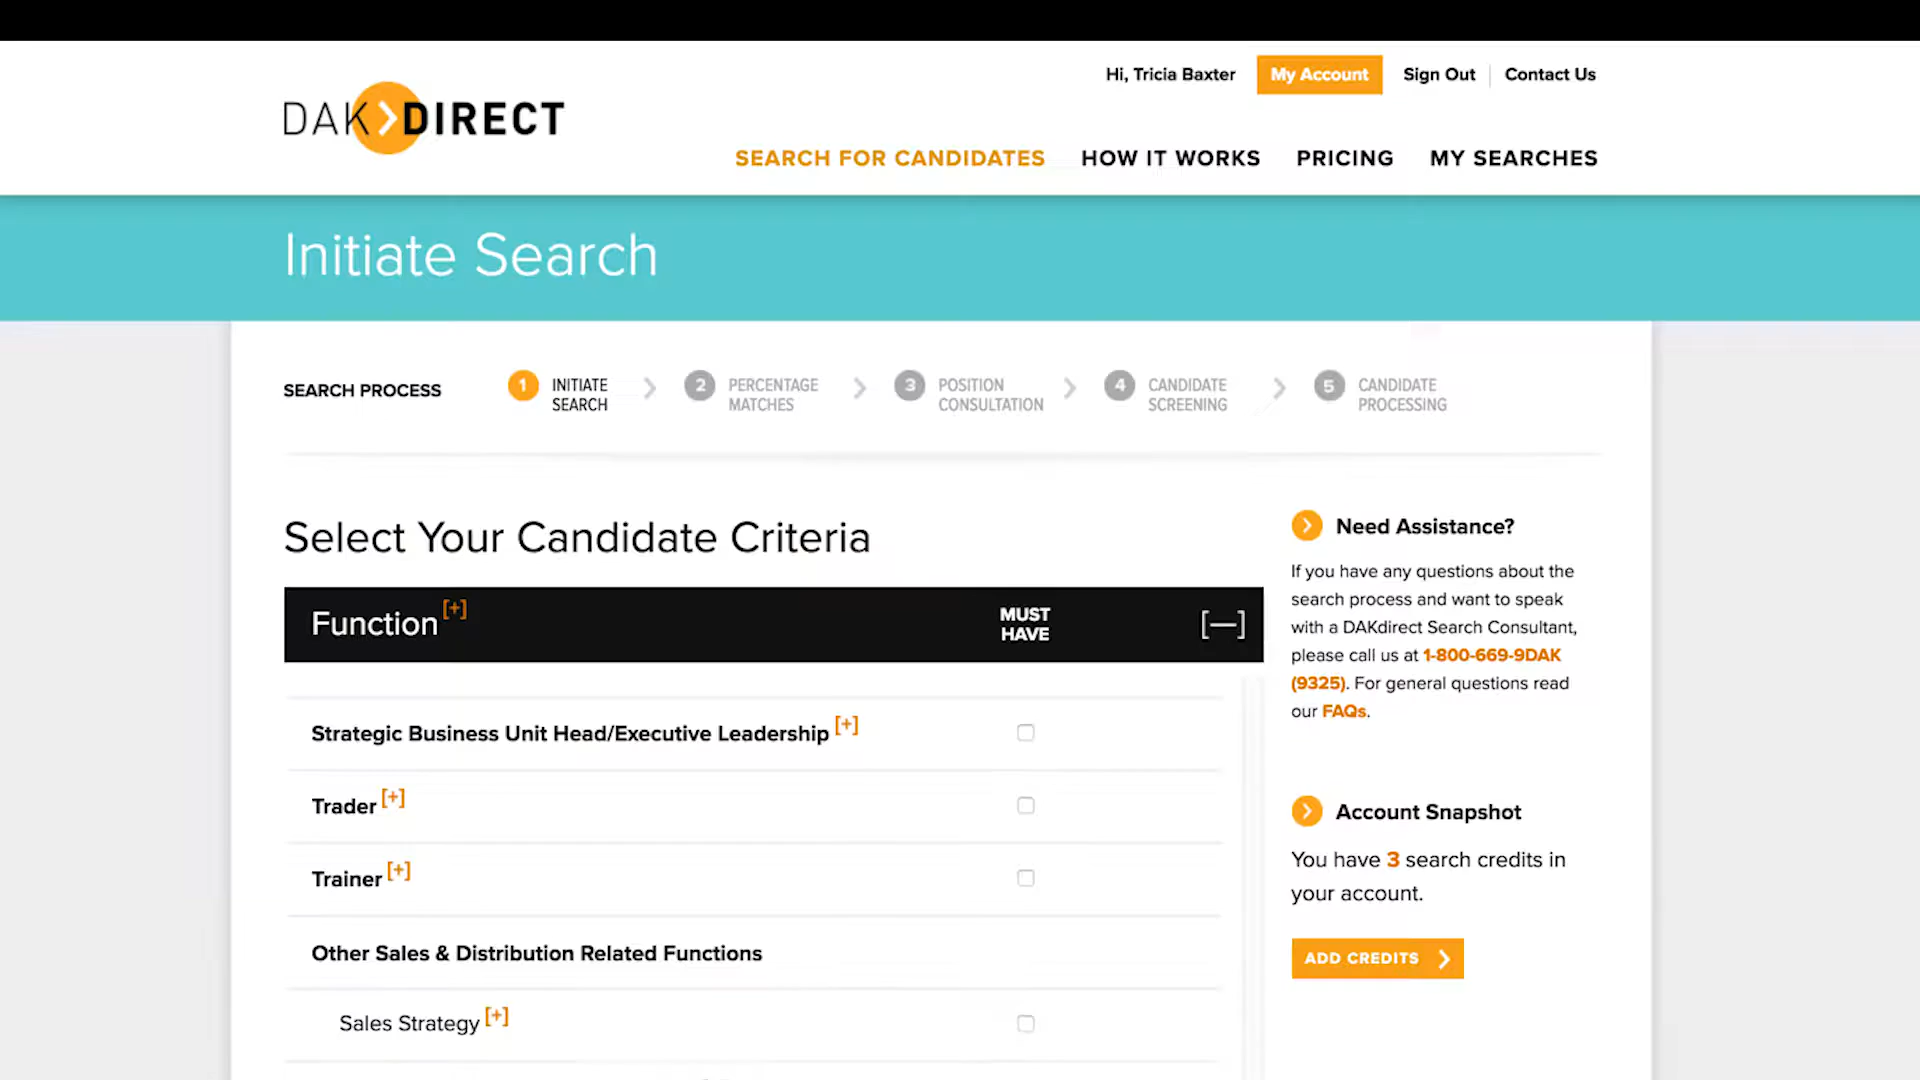 Hi, Tricia Baxter My Account Sign Out Contact Us
DAK DIRECT
SEARCH FOR CANDIDATES HOW IT WORKS PRICING MY SEARCHES
Initiate Search
SEARCH PROCESS
1 INITIATE
SEARCH
2 PERCENTAGE
MATCHES
3 POSITION
CONSULTATION
4 CANDIDATE
SCREENING
5 CANDIDATE
PROCESSING
Select Your Candidate Criteria
Function [+]
MUST
HAVE
[—]
Strategic Business Unit Head/Executive Leadership [+]
Trader [+]
Trainer [+]
Other Sales & Distribution Related Functions
Sales Strategy [+]
Need Assistance?
If you have any questions about the
search process and want to speak
with a DAKdirect Search Consultant,
please call us at 1-800-669-9DAK
(9325). For general questions read
our FAQs.
Account Snapshot
You have 3 search credits in
your account.
ADD CREDITS